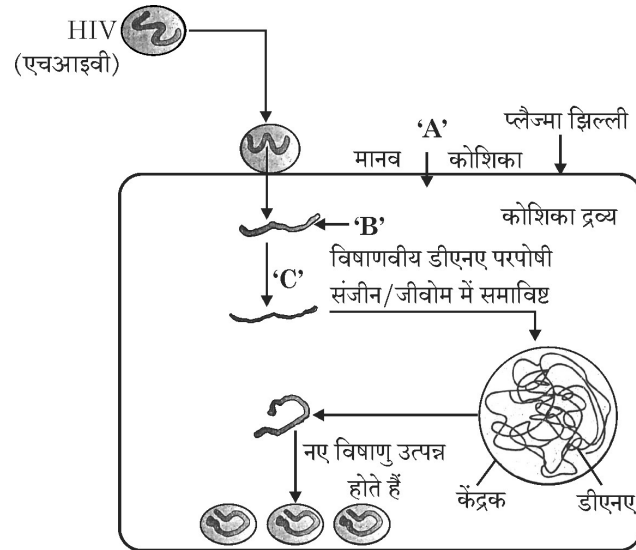 HIV
(एचआइवी)
प्लैज्मा झिल्ली
'A'
मानव कोशिका
कोशिका द्रव्य
'B'
विषाणवीय डीएनए परपोषी
'C'
संजीन/जीवोम में समाविष्ट
नए विषाणु उत्पन्न
होते हैं
केंद्रक
डीएनए